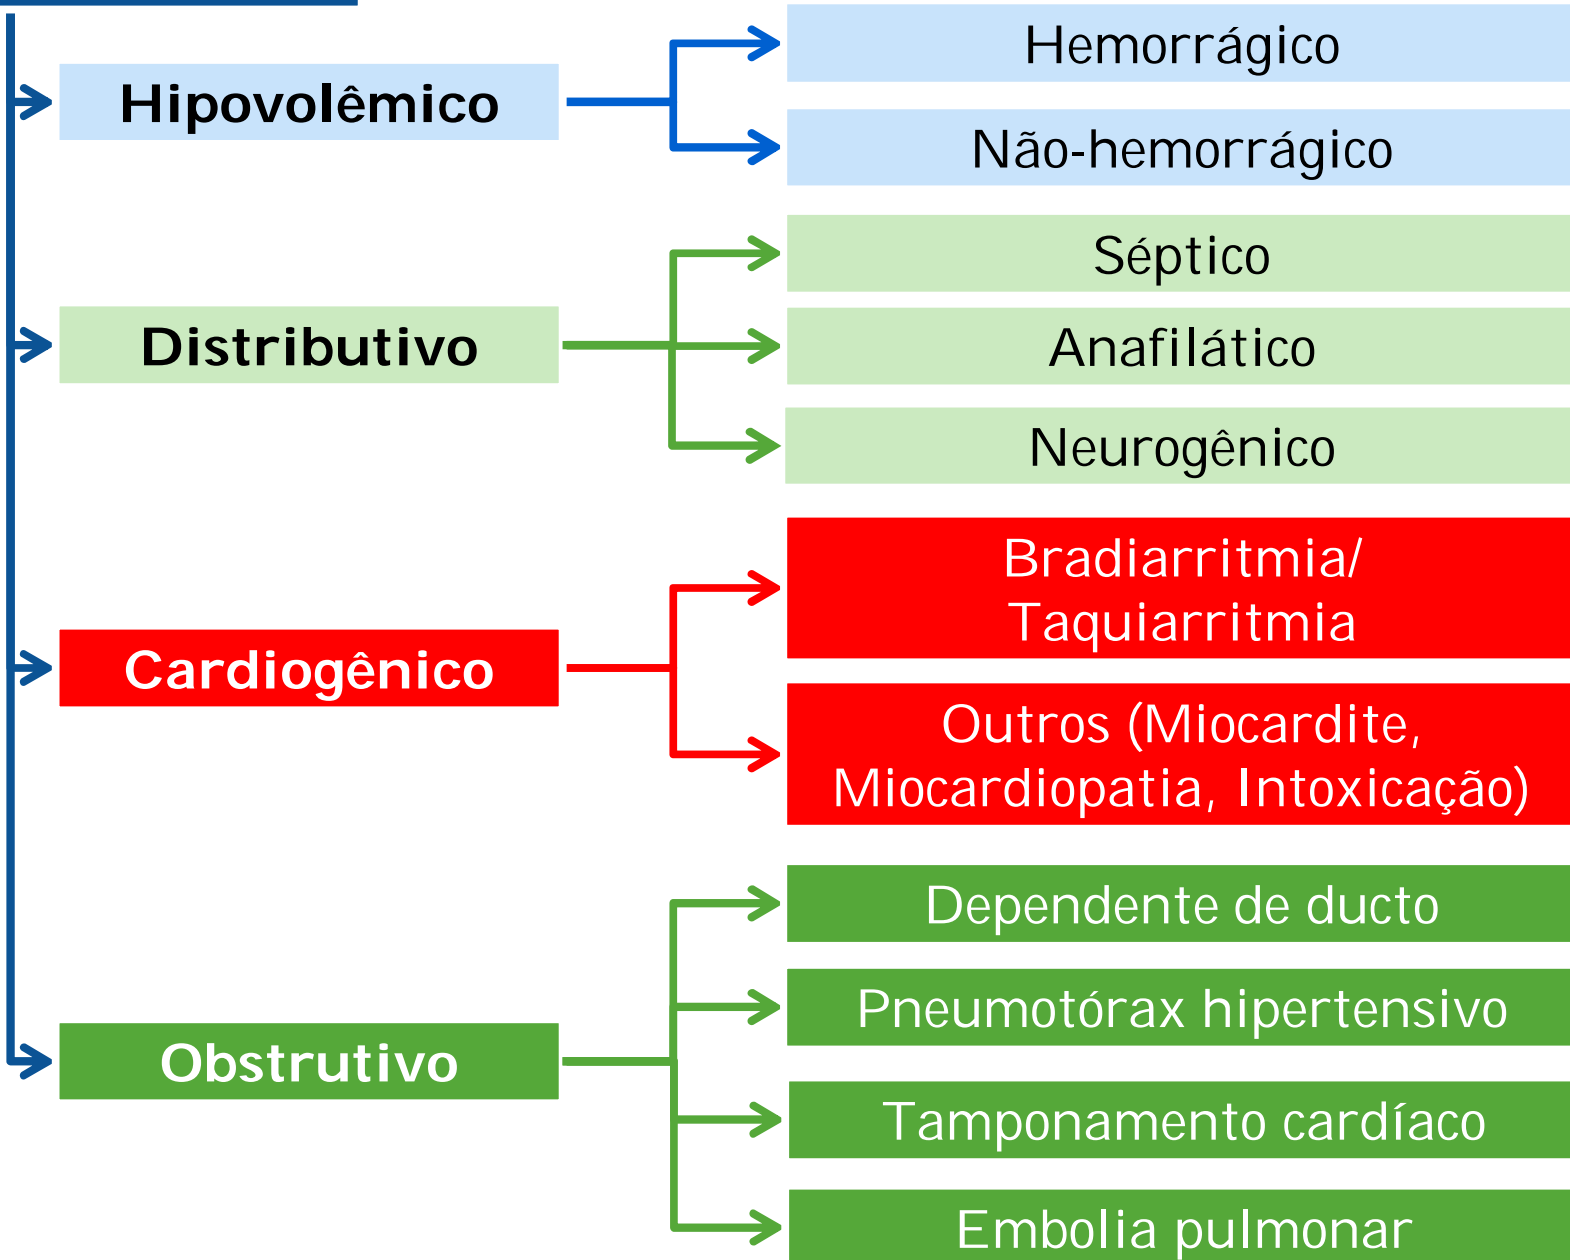 Hipovolêmico
Hemorrágico
Não-hemorrágico
Distributivo
Séptico
Anafilático
Neurogênico
Cardiogênico
Bradiarritmia/
Taquiarritmia
Outros (Miocardite,
Miocardiopatia, Intoxicação)
Obstrutivo
Dependente de ducto
Pneumotórax hipertensivo
Tamponamento cardíaco
Embolia pulmonar